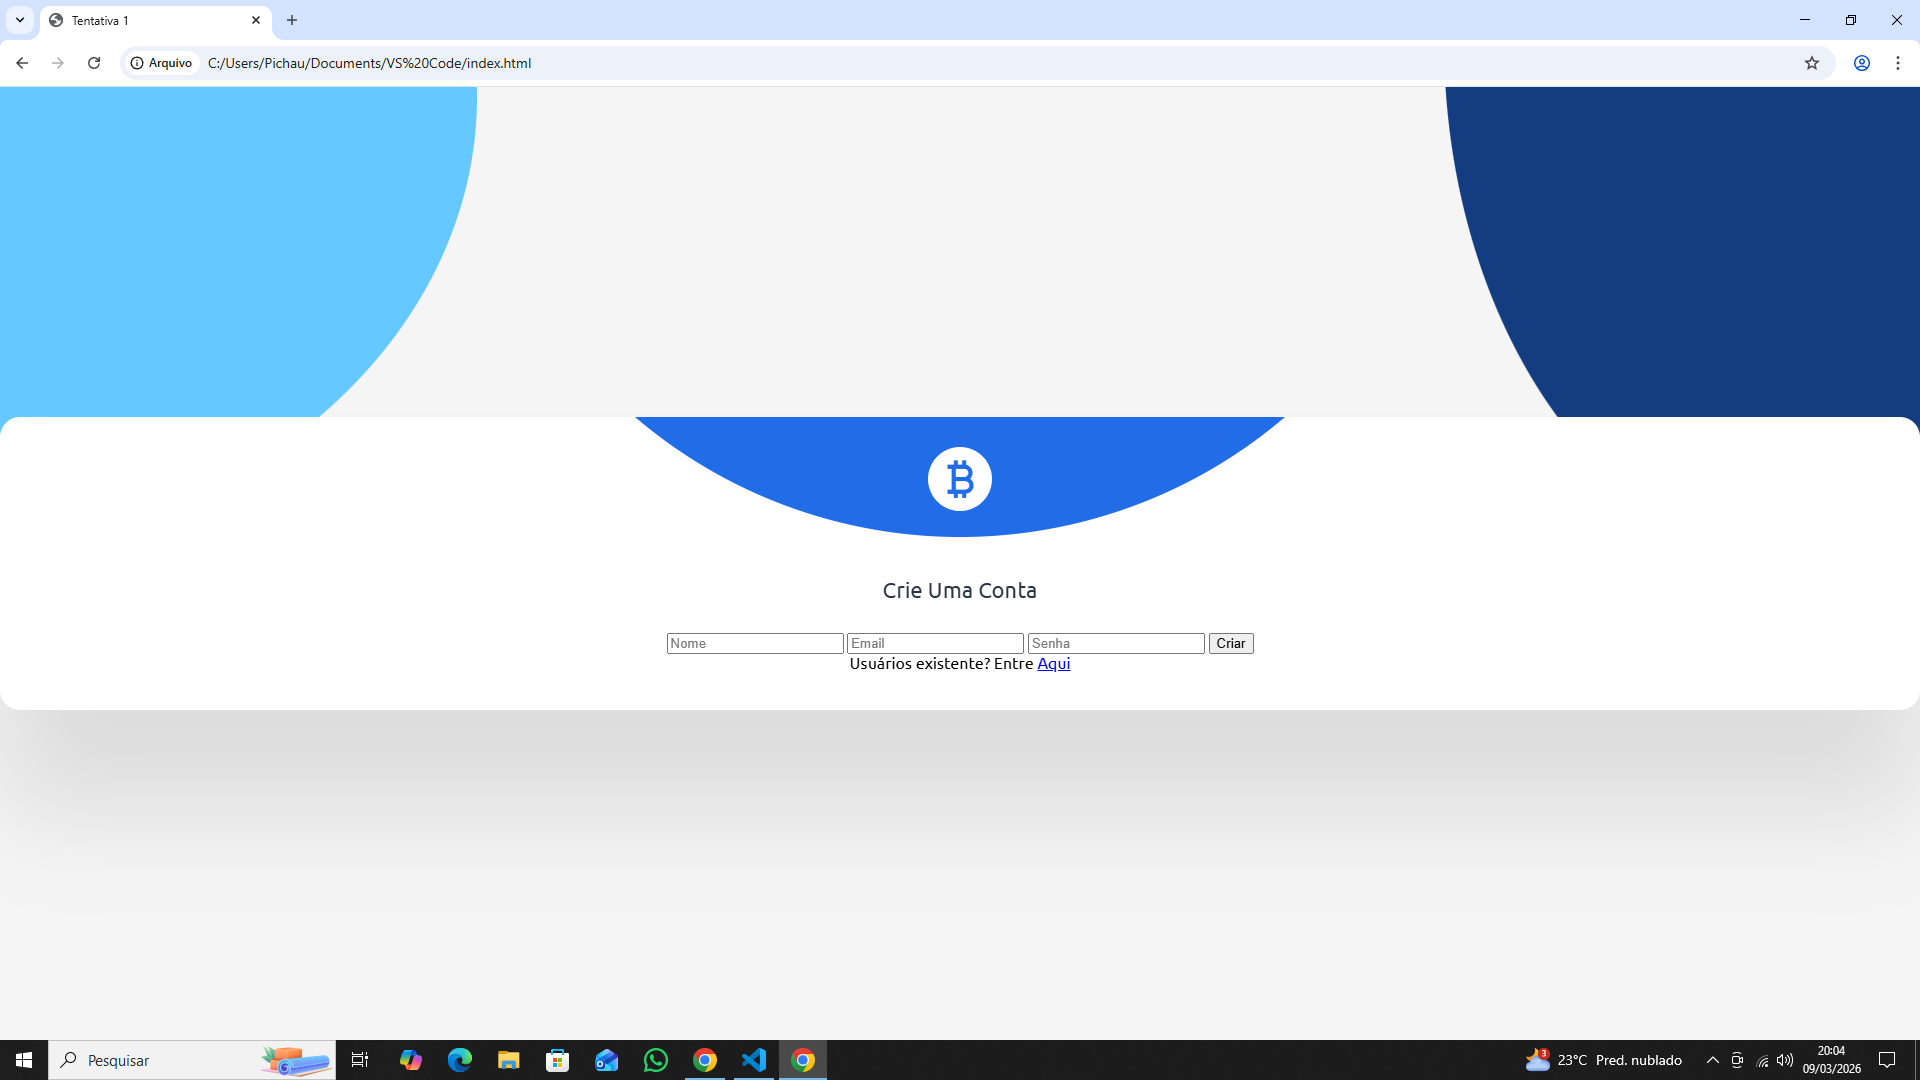 Tentativa 1
Arquivo C:/Users/Pichau/Documents/VS%20Code/index.html
Crie Uma Conta
Nome Email Senha Criar
Usuários existente? Entre Aqui
Pesquisar
3
23°C Pred. nublado
20:04
09/03/2026